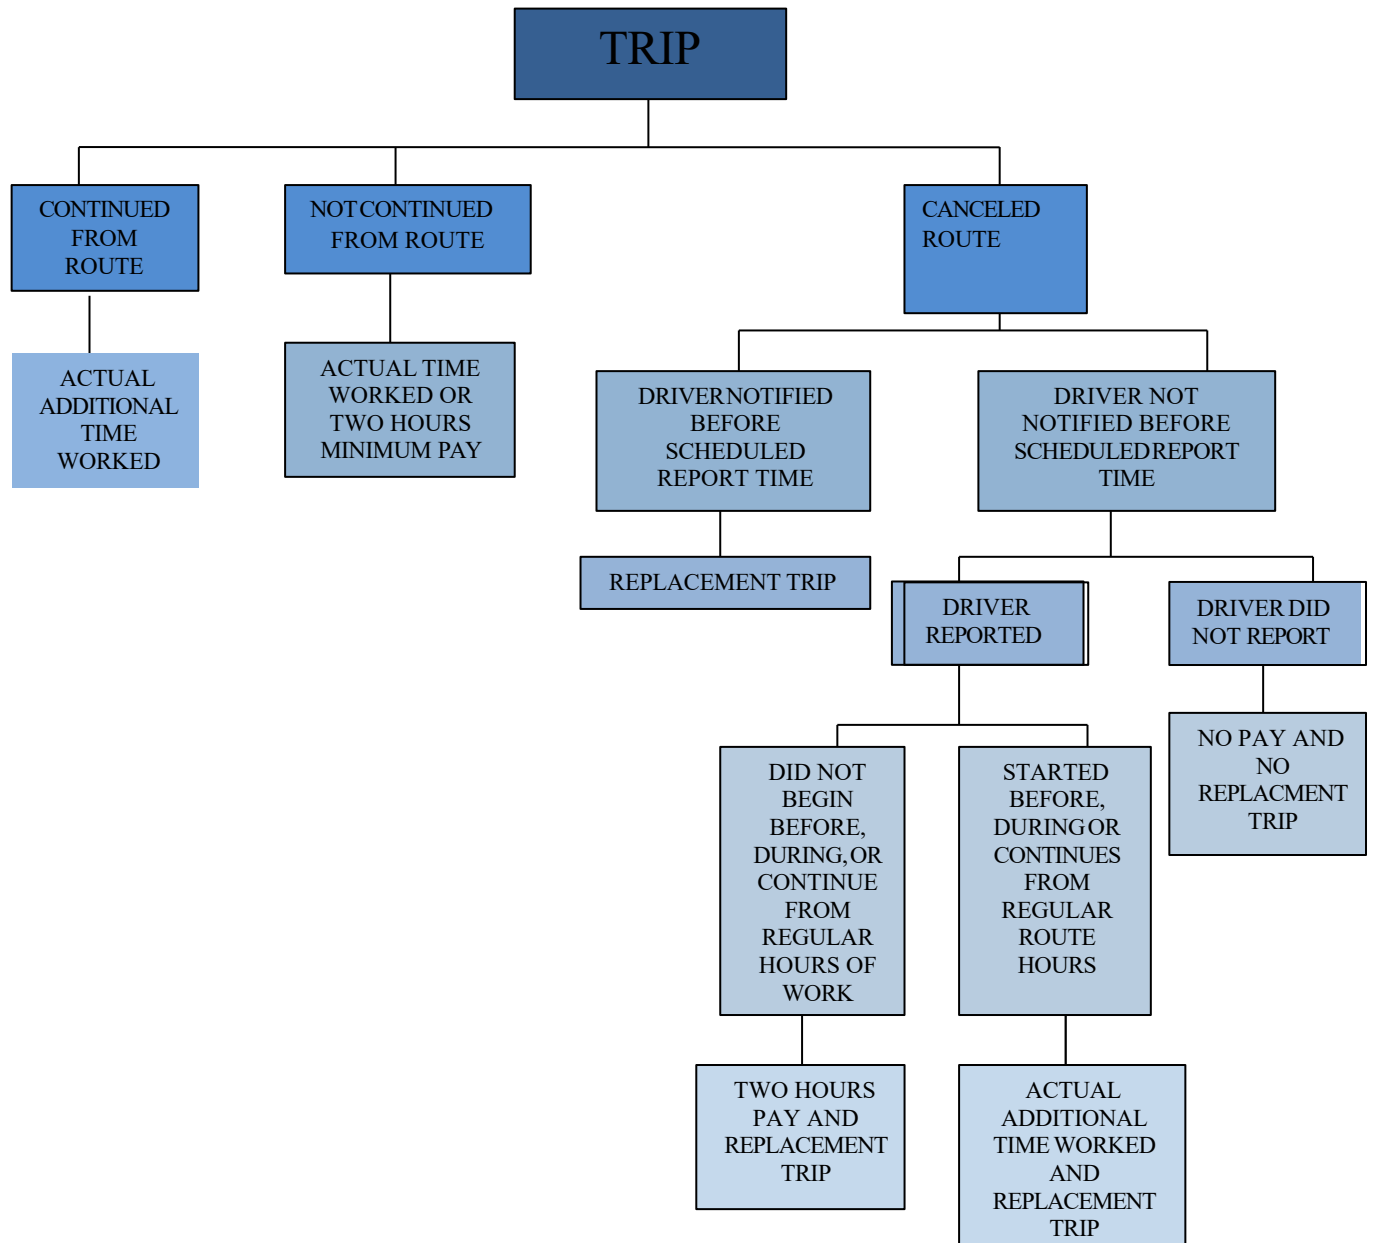 TRIP
CONTINUED
FROM
ROUTE
NOT CONTINUED
FROM ROUTE
CANCELED
ROUTE
ACTUAL
ADDITIONAL
TIME
WORKED
ACTUAL TIME
WORKED OR
TWO HOURS
MINIMUM PAY
DRIVER NOTIFIED
BEFORE
SCHEDULED
REPORT TIME
DRIVER NOT
NOTIFIED BEFORE
SCHEDULED REPORT
TIME
REPLACEMENT TRIP
DRIVER
REPORTED
DRIVER DID
NOT REPORT
DID NOT
BEGIN
BEFORE,
DURING, OR
CONTINUE
FROM
REGULAR
HOURS OF
WORK
STARTED
BEFORE,
DURING OR
CONTINUES
FROM
REGULAR
ROUTE
HOURS
NO PAY AND
NO
REPLACMENT
TRIP
TWO HOURS
PAY AND
REPLACEMENT
TRIP
ACTUAL
ADDITIONAL
TIME WORKED
AND
REPLACEMENT
TRIP